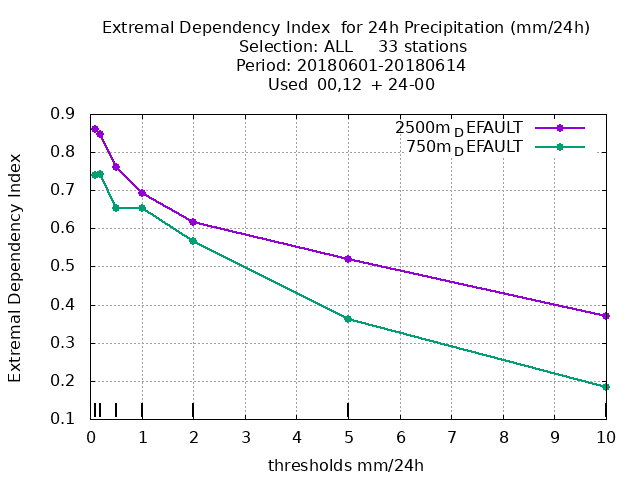 Extremal Dependency Index  for 24h Precipitation (mm/24h)
Selection: ALL     33 stations
Period: 20180601-20180614
Used  00,12  + 24-00
2500m_DEFAULT
750m_DEFAULT
Extremal Dependency Index
0.9
0.8
0.7
0.6
0.5
0.4
0.3
0.2
0.1
0 1 2 3 4 5 6 7 8 9 10
thresholds mm/24h